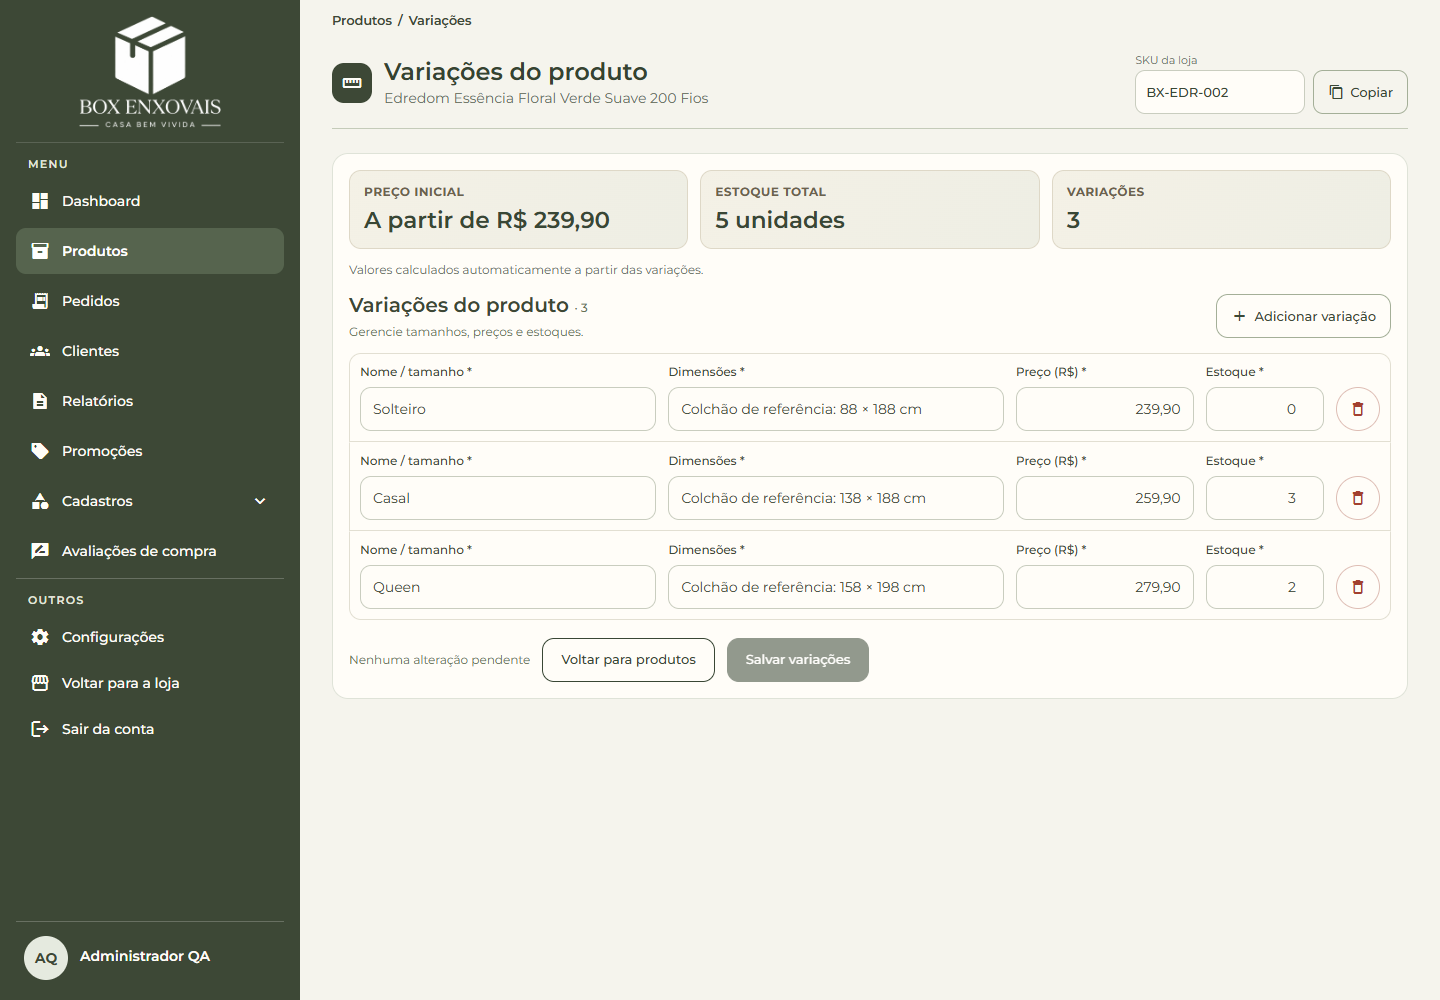 BOX ENXOVAIS
CASA BEM VIVIDA
MENU
Dashboard
Produtos
Pedidos
Clientes
Relatórios
Promoções
Cadastros
Avaliações de compra
OUTROS
Configurações
Voltar para a loja
Sair da conta
AQ Administrador QA
Produtos / Variações
Variações do produto
Edredom Essência Floral Verde Suave 200 Fios
SKU da loja
BX-EDR-002 Copiar
PREÇO INICIAL
A partir de R$ 239,90
ESTOQUE TOTAL
5 unidades
VARIAÇÕES
3
Valores calculados automaticamente a partir das variações.
Variações do produto · 3
Gerencie tamanhos, preços e estoques.
+ Adicionar variação
Nome / tamanho * Dimensões * Preço (R$) * Estoque *
Solteiro Colchão de referência: 88 × 188 cm 239,90 0
Nome / tamanho * Dimensões * Preço (R$) * Estoque *
Casal Colchão de referência: 138 × 188 cm 259,90 3
Nome / tamanho * Dimensões * Preço (R$) * Estoque *
Queen Colchão de referência: 158 × 198 cm 279,90 2
Nenhuma alteração pendente Voltar para produtos Salvar variações